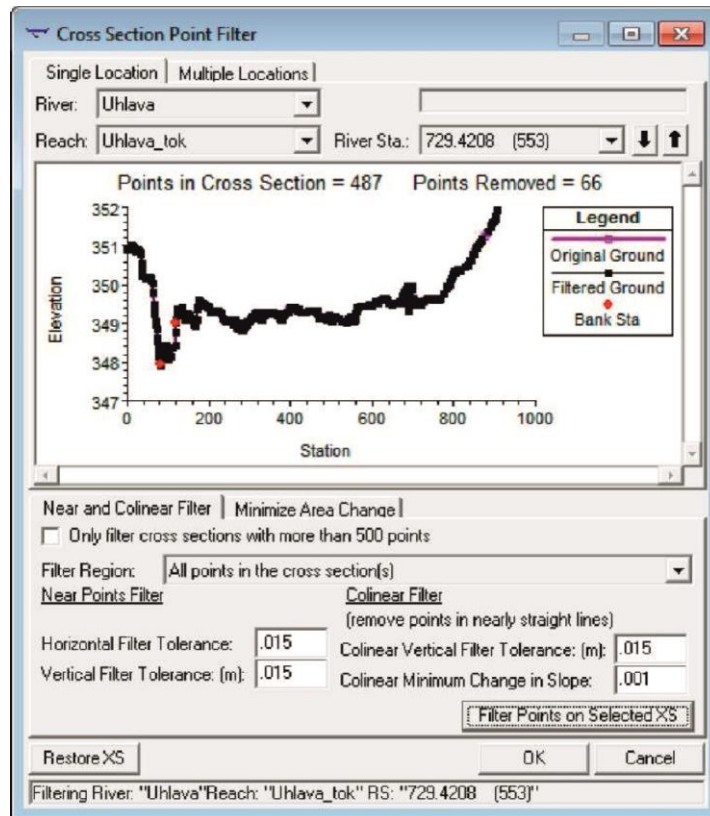 Cross Section Point Filter
Single Location Multiple Locations
River: Uhlava
Reach: Uhlava_tok River Sta.: 729.4208 (553)
Points in Cross Section = 487 Points Removed = 66
352
351
350
349
348
347
Elevation
0 200 400 600 800 1000
Station
Legend
Original Ground
Filtered Ground
Bank Sta
Near and Colinear Filter Minimize Area Change
Only filter cross sections with more than 500 points
Filter Region: All points in the cross section(s)
Near Points Filter Colinear Filter
(remove points in nearly straight lines)
Horizontal Filter Tolerance: .015 Colinear Vertical Filter Tolerance: (m): .015
Vertical Filter Tolerance: (m): .015 Colinear Minimum Change in Slope: .001
Filter Points on Selected XS
Restore XS OK Cancel
Filtering River: "Uhlava"Reach: "Uhlava_tok" RS: "729.4208 (553)"